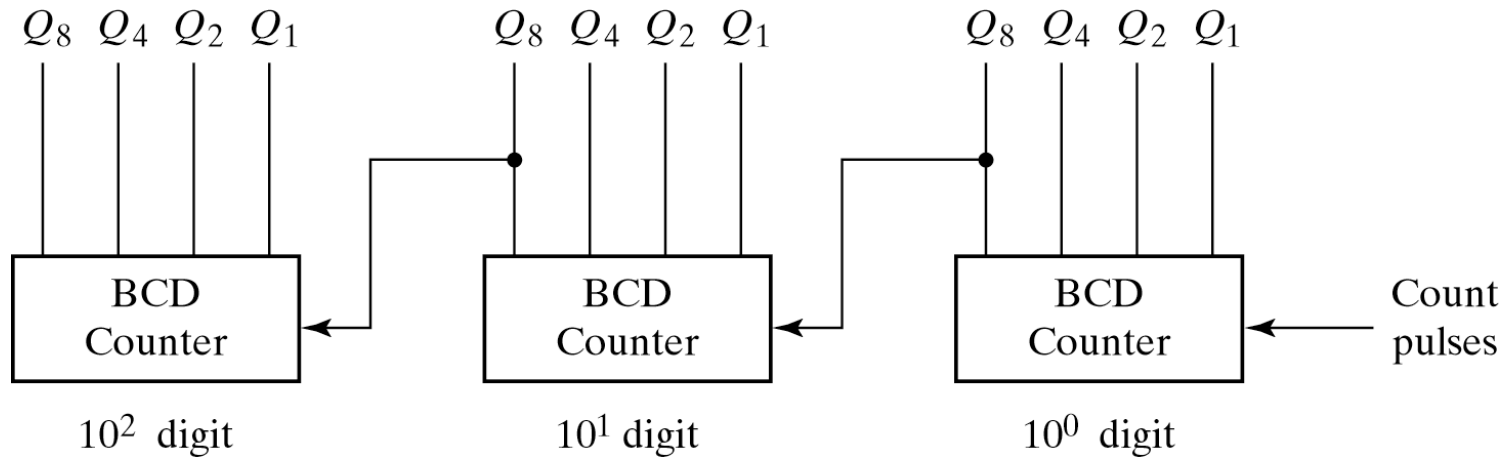 Q₈ Q₄ Q₂ Q₁ Q₈ Q₄ Q₂ Q₁ Q₈ Q₄ Q₂ Q₁
BCD
Counter
BCD
Counter
BCD
Counter
Count
pulses
10² digit
10¹ digit
10⁰ digit